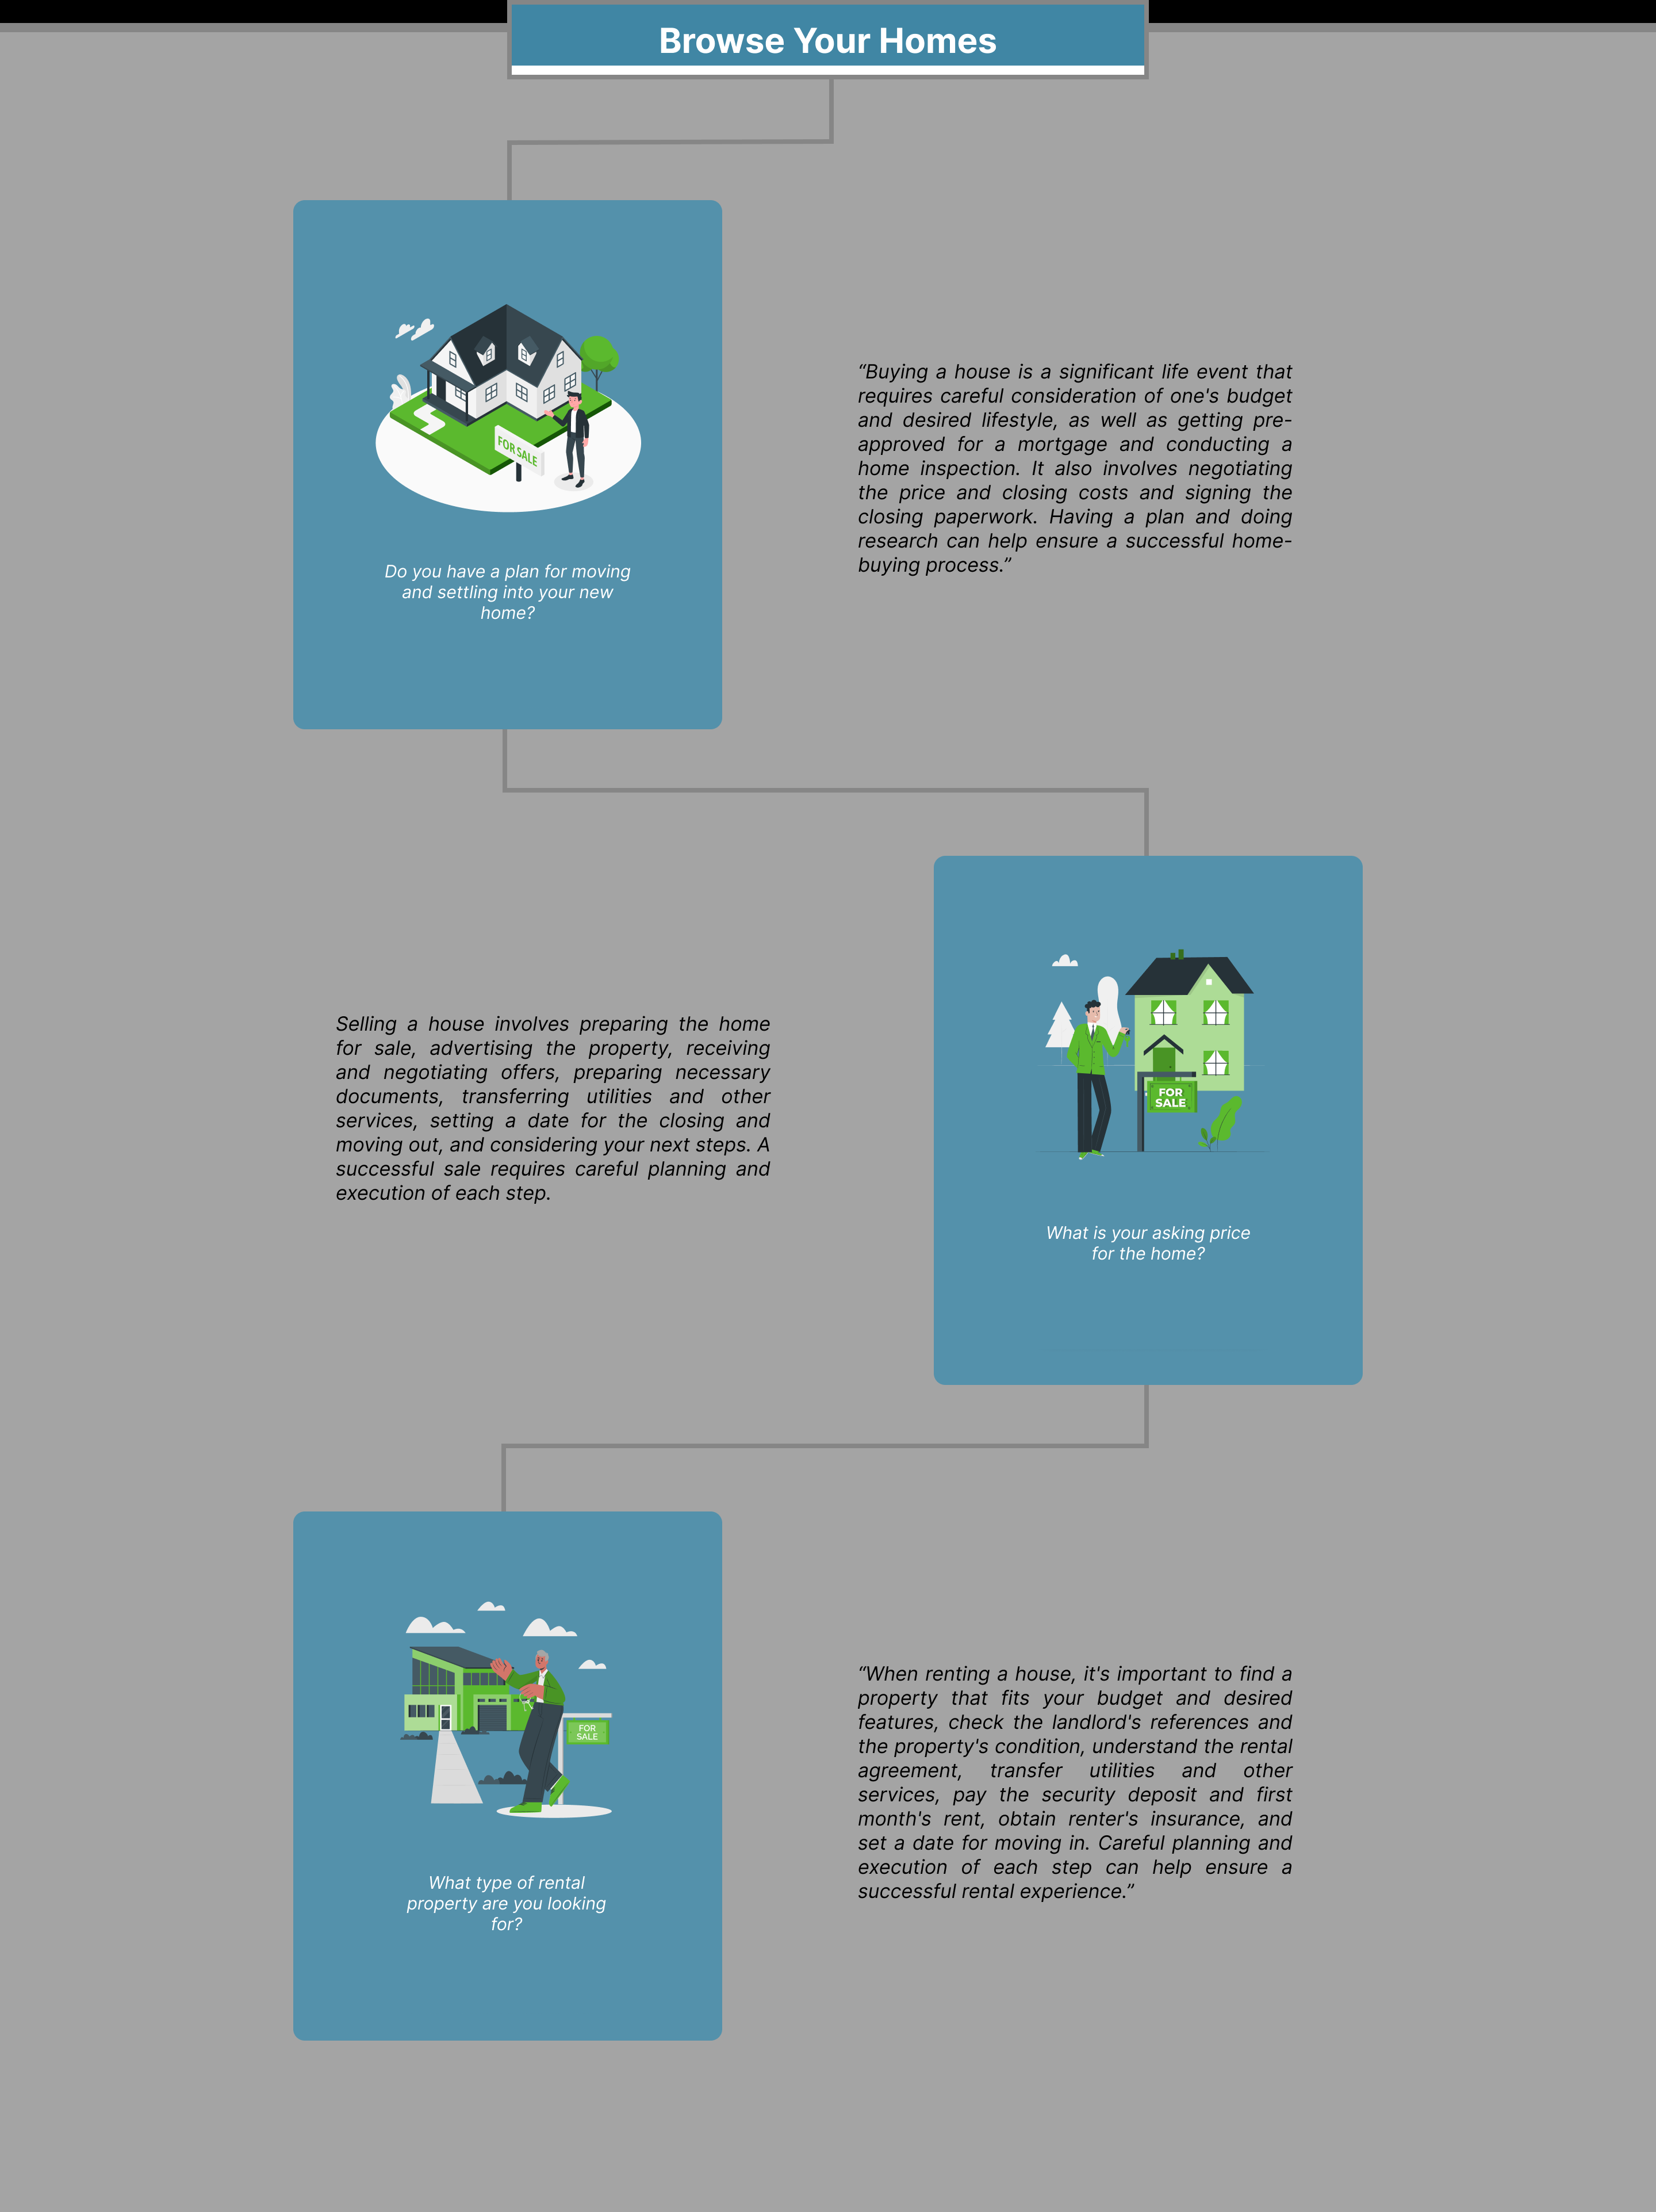 Browse Your Homes
FOR SALE
Do you have a plan for moving
and settling into your new
home?
“Buying a house is a significant life event that
requires careful consideration of one's budget
and desired lifestyle, as well as getting pre-
approved for a mortgage and conducting a
home inspection. It also involves negotiating
the price and closing costs and signing the
closing paperwork. Having a plan and doing
research can help ensure a successful home-
buying process.”
Selling a house involves preparing the home
for sale, advertising the property, receiving
and negotiating offers, preparing necessary
documents, transferring utilities and other
services, setting a date for the closing and
moving out, and considering your next steps. A
successful sale requires careful planning and
execution of each step.
FOR
SALE
What is your asking price
for the home?
FOR
SALE
What type of rental
property are you looking
for?
“When renting a house, it's important to find a
property that fits your budget and desired
features, check the landlord's references and
the property's condition, understand the rental
agreement, transfer utilities and other
services, pay the security deposit and first
month's rent, obtain renter's insurance, and
set a date for moving in. Careful planning and
execution of each step can help ensure a
successful rental experience.”